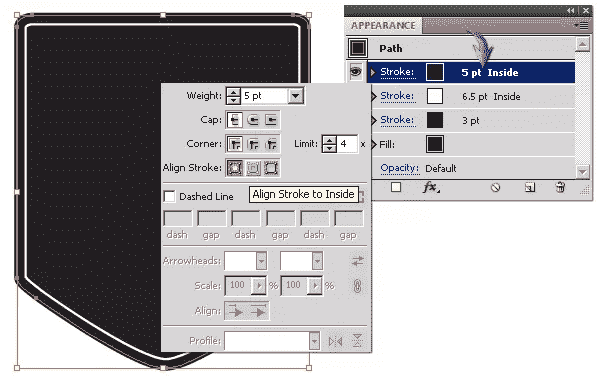 APPEARANCE
Path
Stroke: 5 pt Inside
Stroke: 6.5 pt Inside
Stroke: 3 pt
Fill:
Opacity: Default
fx
Weight: 5 pt
Cap:
Corner: Limit: 4 x
Align Stroke:
Dashed Line
Align Stroke to Inside
dash gap dash gap dash gap
Arrowheads:
Scale: 100 % 100 %
Align:
Profile: